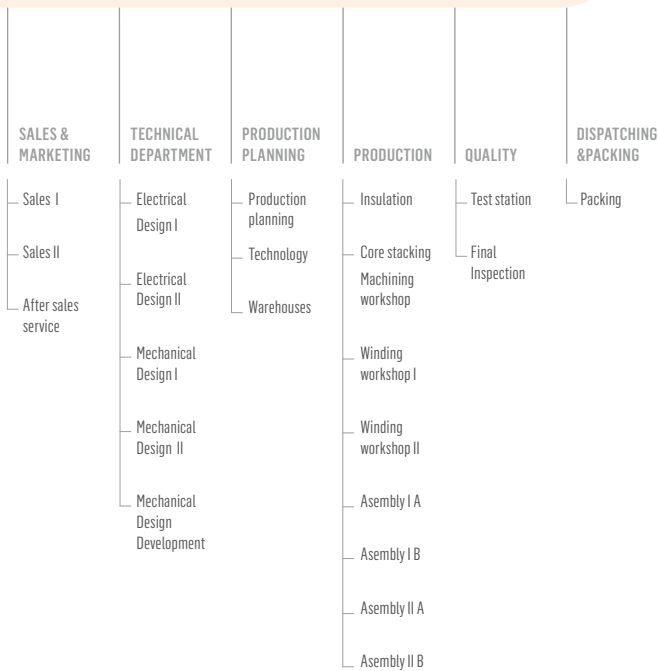 SALES &
MARKETING
Sales I
Sales II
After sales
service
TECHNICAL
DEPARTMENT
Electrical
Design I
Electrical
Design II
Mechanical
Design I
Mechanical
Design II
Mechanical
Design
Development
PRODUCTION
PLANNING
Production
planning
Technology
Warehouses
PRODUCTION
Insulation
Core stacking
Machining
workshop
Winding
workshop I
Winding
workshop II
Asembly I A
Asembly I B
Asembly II A
Asembly II B
QUALITY
Test station
Final
Inspection
DISPATCHING
&PACKING
Packing